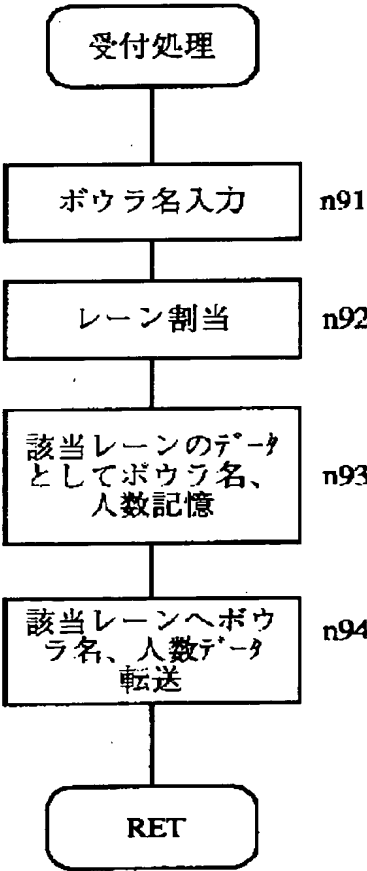 受付処理
ボウラ名入力 n91
レーン割当 n92
該当レーンのデータ
としてボウラ名、 n93
人数記憶
該当レーンへボウ n94
ラ名、人数データ
転送
RET